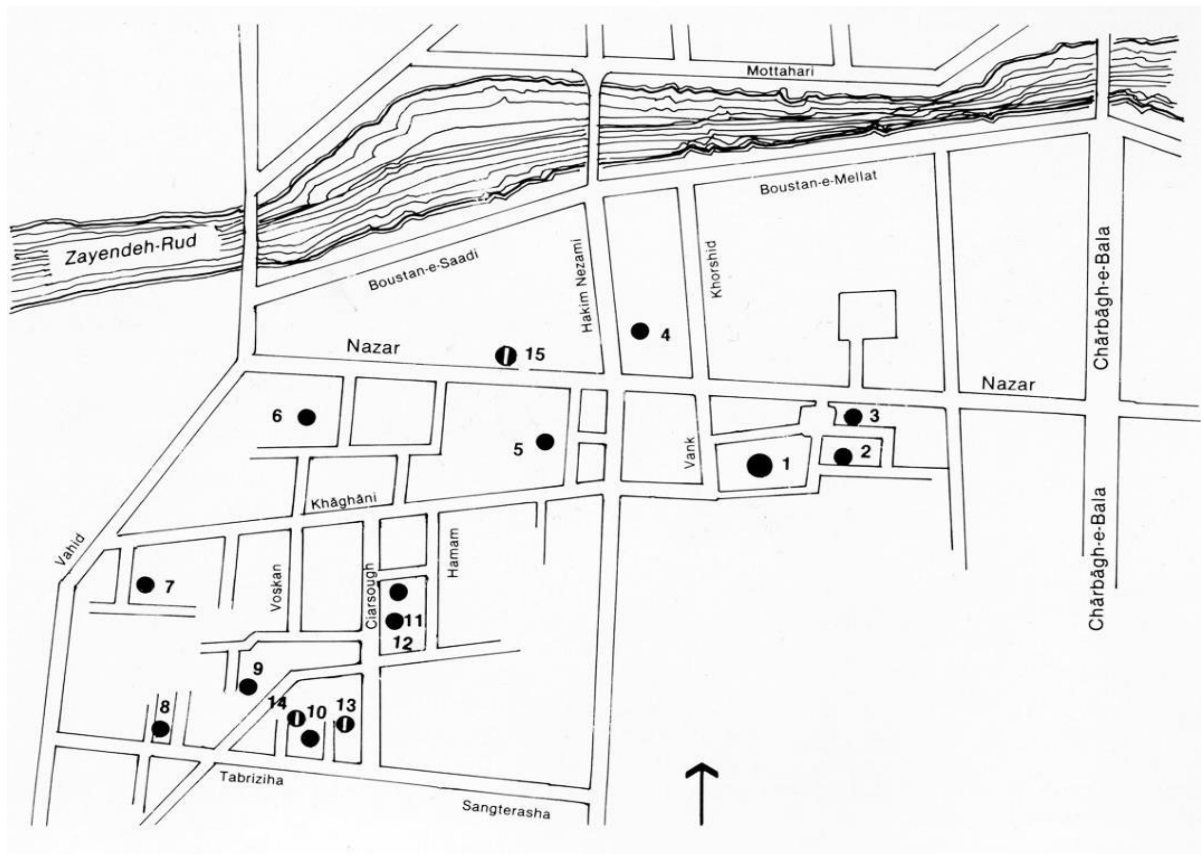 Mottahari
Boustan-e-Mellat
Zayendeh-Rud
Boustan-e-Saadi
Hakim Nezami
Khorshid
Chārbāgh-e-Bala
4
Nazar
15
Nazar
6
3
5
Vank
2
1
Khāghāni
Vahid
Hamam
7
Voskan
Ciarsough
11
12
Chārbāgh-e-Bala
9
8
14
10
13
Tabriziha
Sangterasha